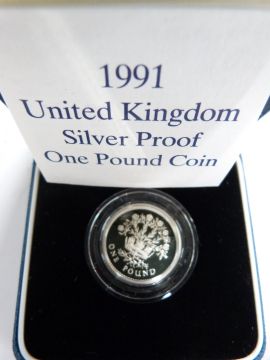 1991
United Kingdom
Silver Proof
One Pound Coin
ONE POUND